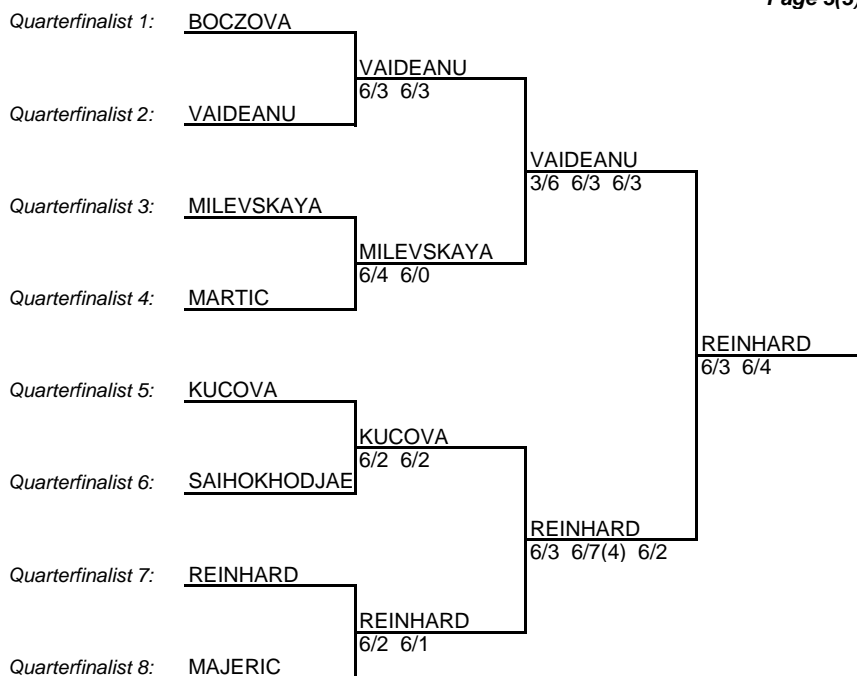 Page 3(3)
Quarterfinalist 1: BOCZOVA
VAIDEANU
6/3 6/3
Quarterfinalist 2: VAIDEANU
VAIDEANU
3/6 6/3 6/3
Quarterfinalist 3: MILEVSKAYA
MILEVSKAYA
6/4 6/0
Quarterfinalist 4: MARTIC
REINHARD
6/3 6/4
Quarterfinalist 5: KUCOVA
KUCOVA
6/2 6/2
Quarterfinalist 6: SAIHOKHODJAE
REINHARD
6/3 6/7(4) 6/2
Quarterfinalist 7: REINHARD
REINHARD
6/2 6/1
Quarterfinalist 8: MAJERIC